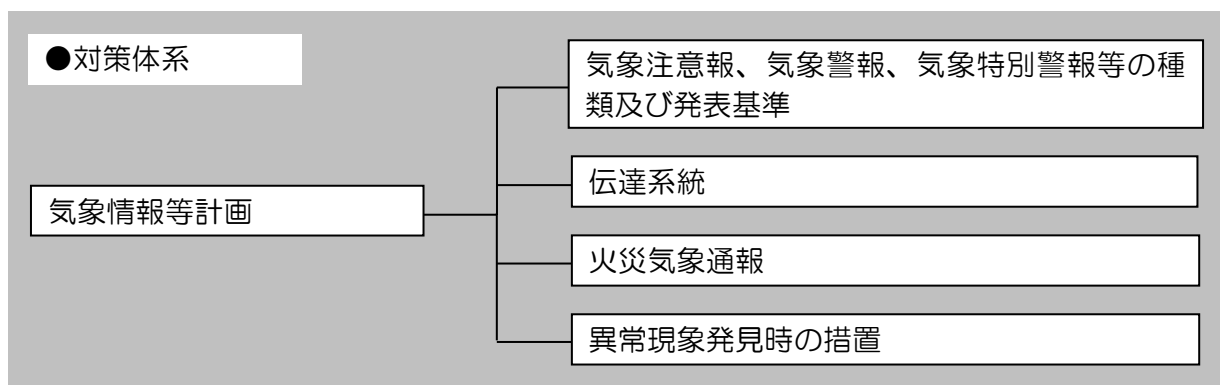 ●対策体系
気象注意報、気象警報、気象特別警報等の種
類及び発表基準
伝達系統
気象情報等計画
火災気象通報
異常現象発見時の措置